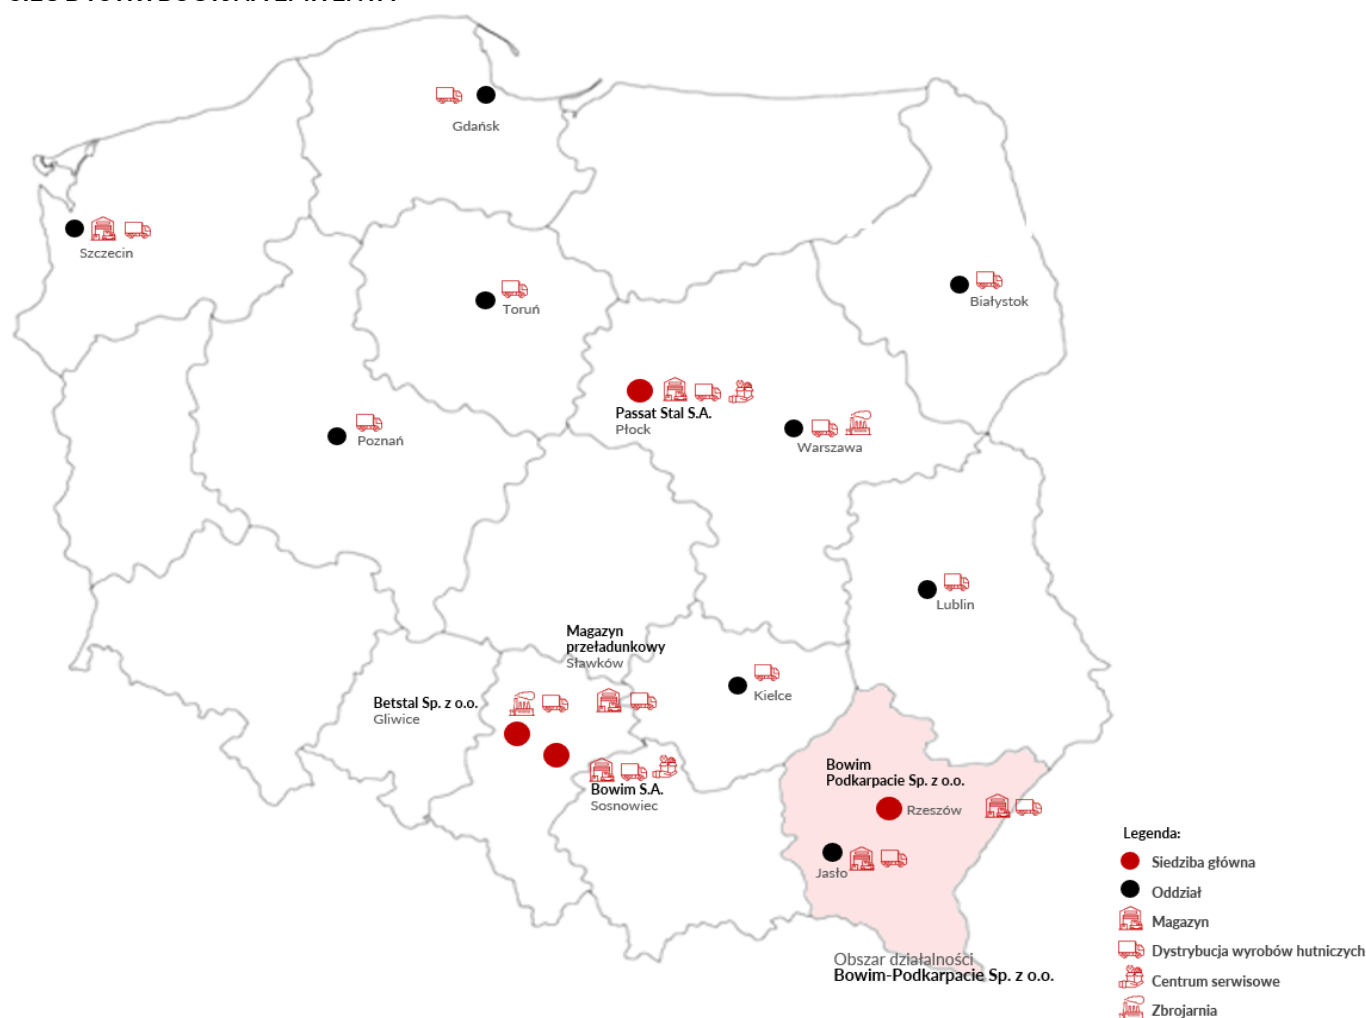 Gdańsk
Szczecin
Białystok
Toruń
Passat Stal S.A.
Płock
Poznań
Warszawa
Lublin
Magazyn
przeładunkowy
Sławków
Kielce
Betstal Sp. z o.o.
Gliwice
Bowim
Podkarpacie Sp. z o.o.
Bowim S.A.
Sosnowiec
Rzeszów
Jasło
Obszar działalności
Bowim-Podkarpacie Sp. z o.o.
Legenda:
Siedziba główna
Oddział
Magazyn
Dystrybucja wyrobów hutniczych
Centrum serwisowe
Zbrojarnia